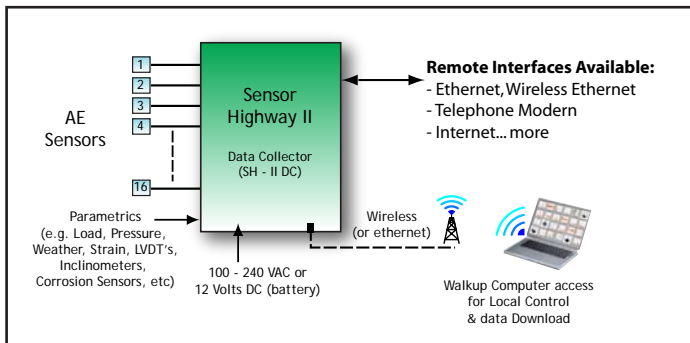 AE
Sensors
1
2
3
4
16
Sensor
Highway II
Data Collector
(SH - II DC)
Remote Interfaces Available:
- Ethernet, Wireless Ethernet
- Telephone Modern
- Internet... more
Parametrics
(e.g. Load, Pressure,
Weather, Strain, LVDT's,
Inclinometers,
Corrosion Sensors, etc)
100 - 240 VAC or
12 Volts DC (battery)
Wireless
(or ethernet)
Walkup Computer access
for Local Control
& data Download